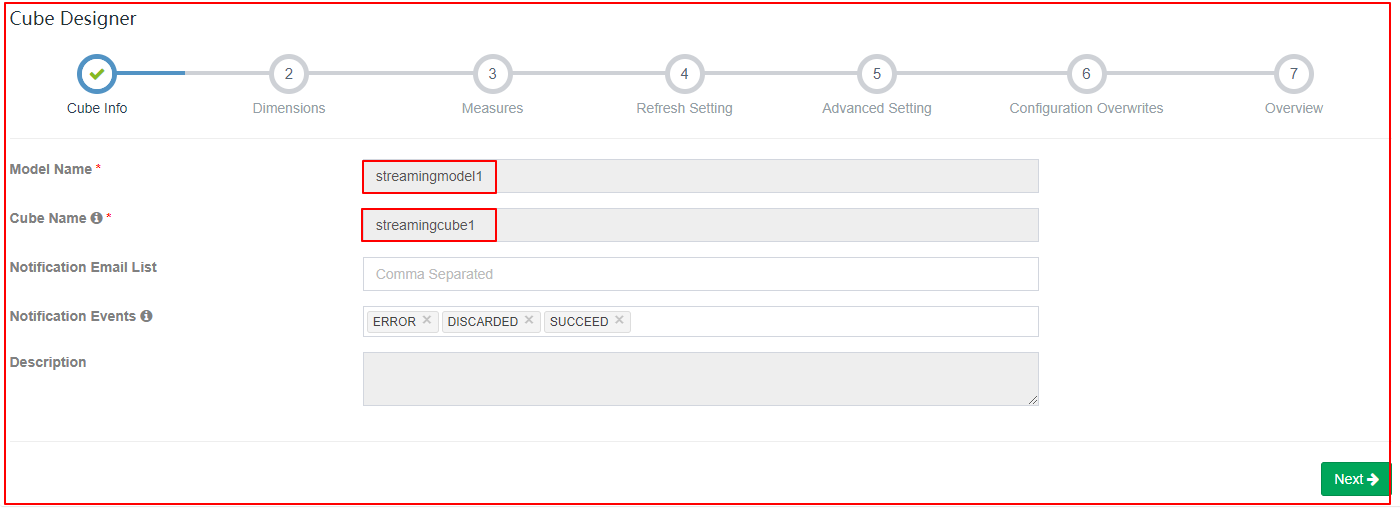 Cube Designer
2 3 4 5 6 7
Cube Info Dimensions Measures Refresh Setting Advanced Setting Configuration Overwrites Overview
Model Name * streamingmodel1
Cube Name * streamingcube1
Notification Email List Comma Separated
Notification Events ERROR × DISCARDED × SUCCEED ×
Description
Next